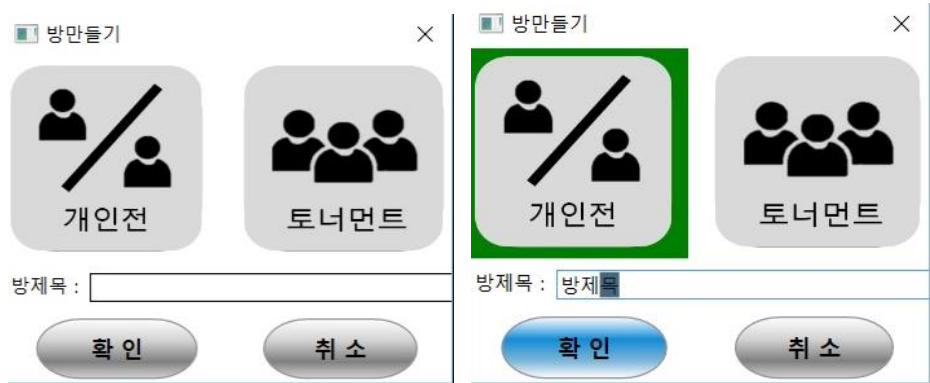 방만들기
개인전 토너먼트
방제목 :
확 인 취 소
방만들기
개인전 토너먼트
방제목 : 방제목
확 인 취 소